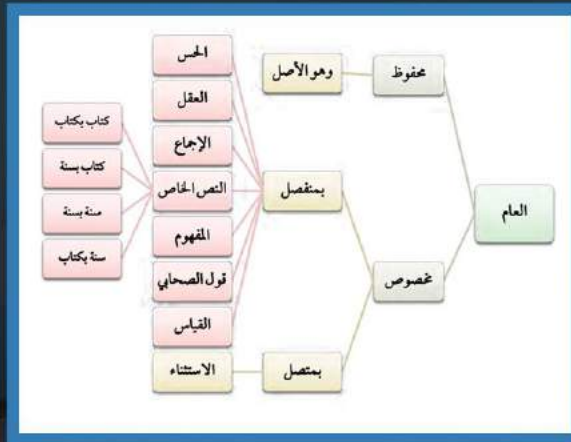 العام
محفوظ
وهو الأصل
مخصوص
بمنفصل
الحس
العقل
الإجماع
النص الخاص
كتاب بكتاب
كتاب بسنة
سنة بسنة
سنة بكتاب
المفهوم
قول الصحابي
القياس
بمتصل
الاستثناء